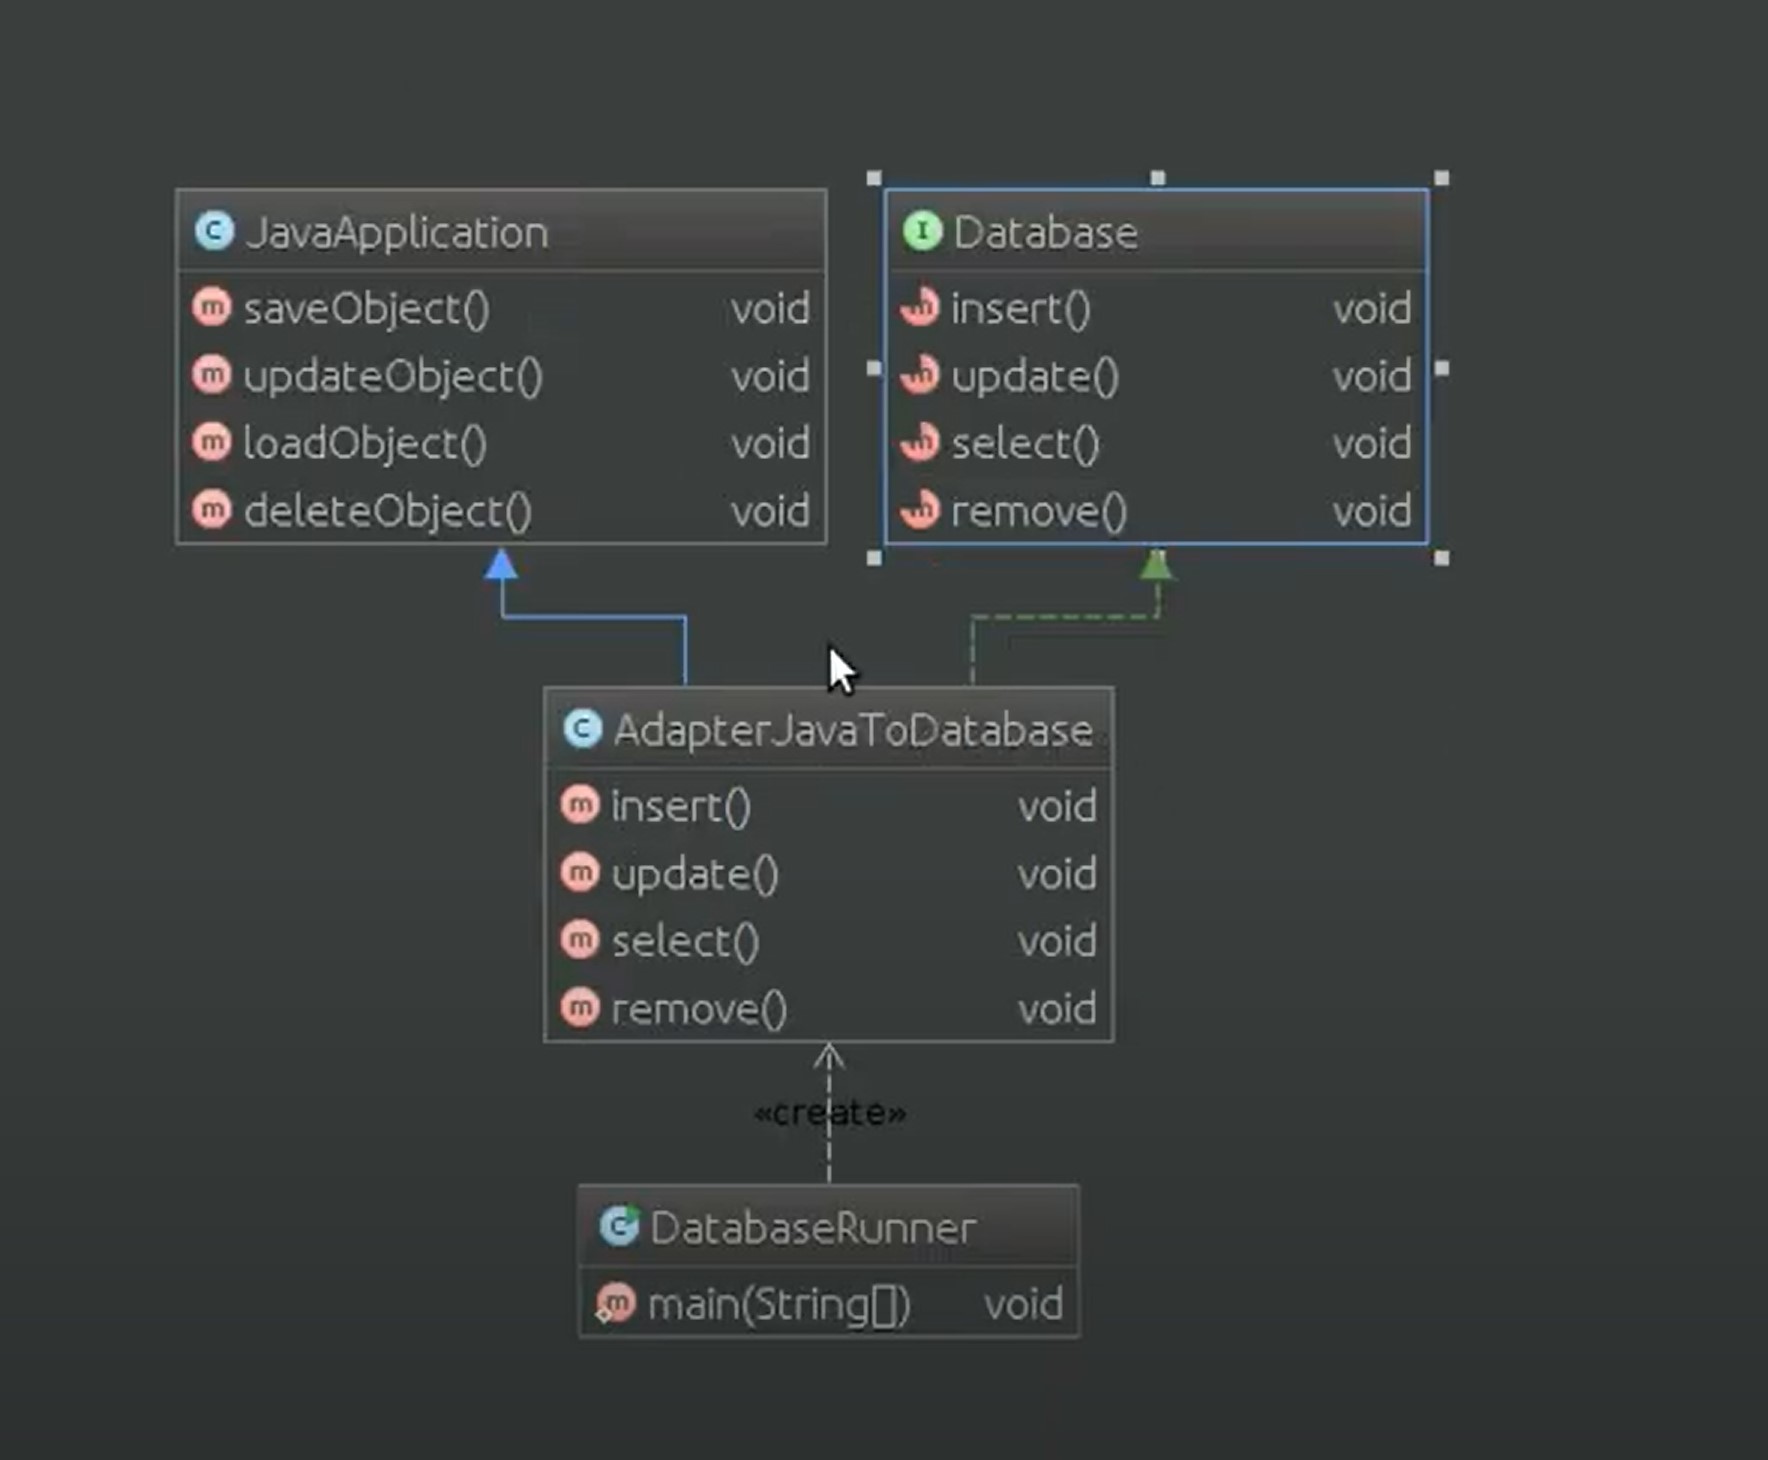 C JavaApplication
m saveObject() void
m updateObject() void
m loadObject() void
m deleteObject() void
I Database
m insert() void
m update() void
m select() void
m remove() void
C AdapterJavaToDatabase
m insert() void
m update() void
m select() void
m remove() void
«create»
C DatabaseRunner
m main(String[]) void